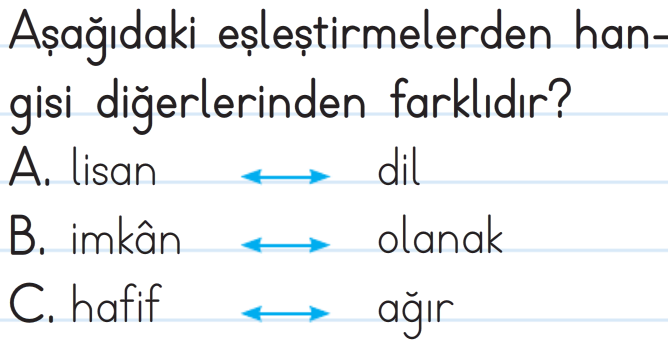 Aşağıdaki eşleştirmelerden han-
gisi diğerlerinden farklıdır?
A. lisan ↔ dil
B. imkân ↔ olanak
C. hafif ↔ ağır